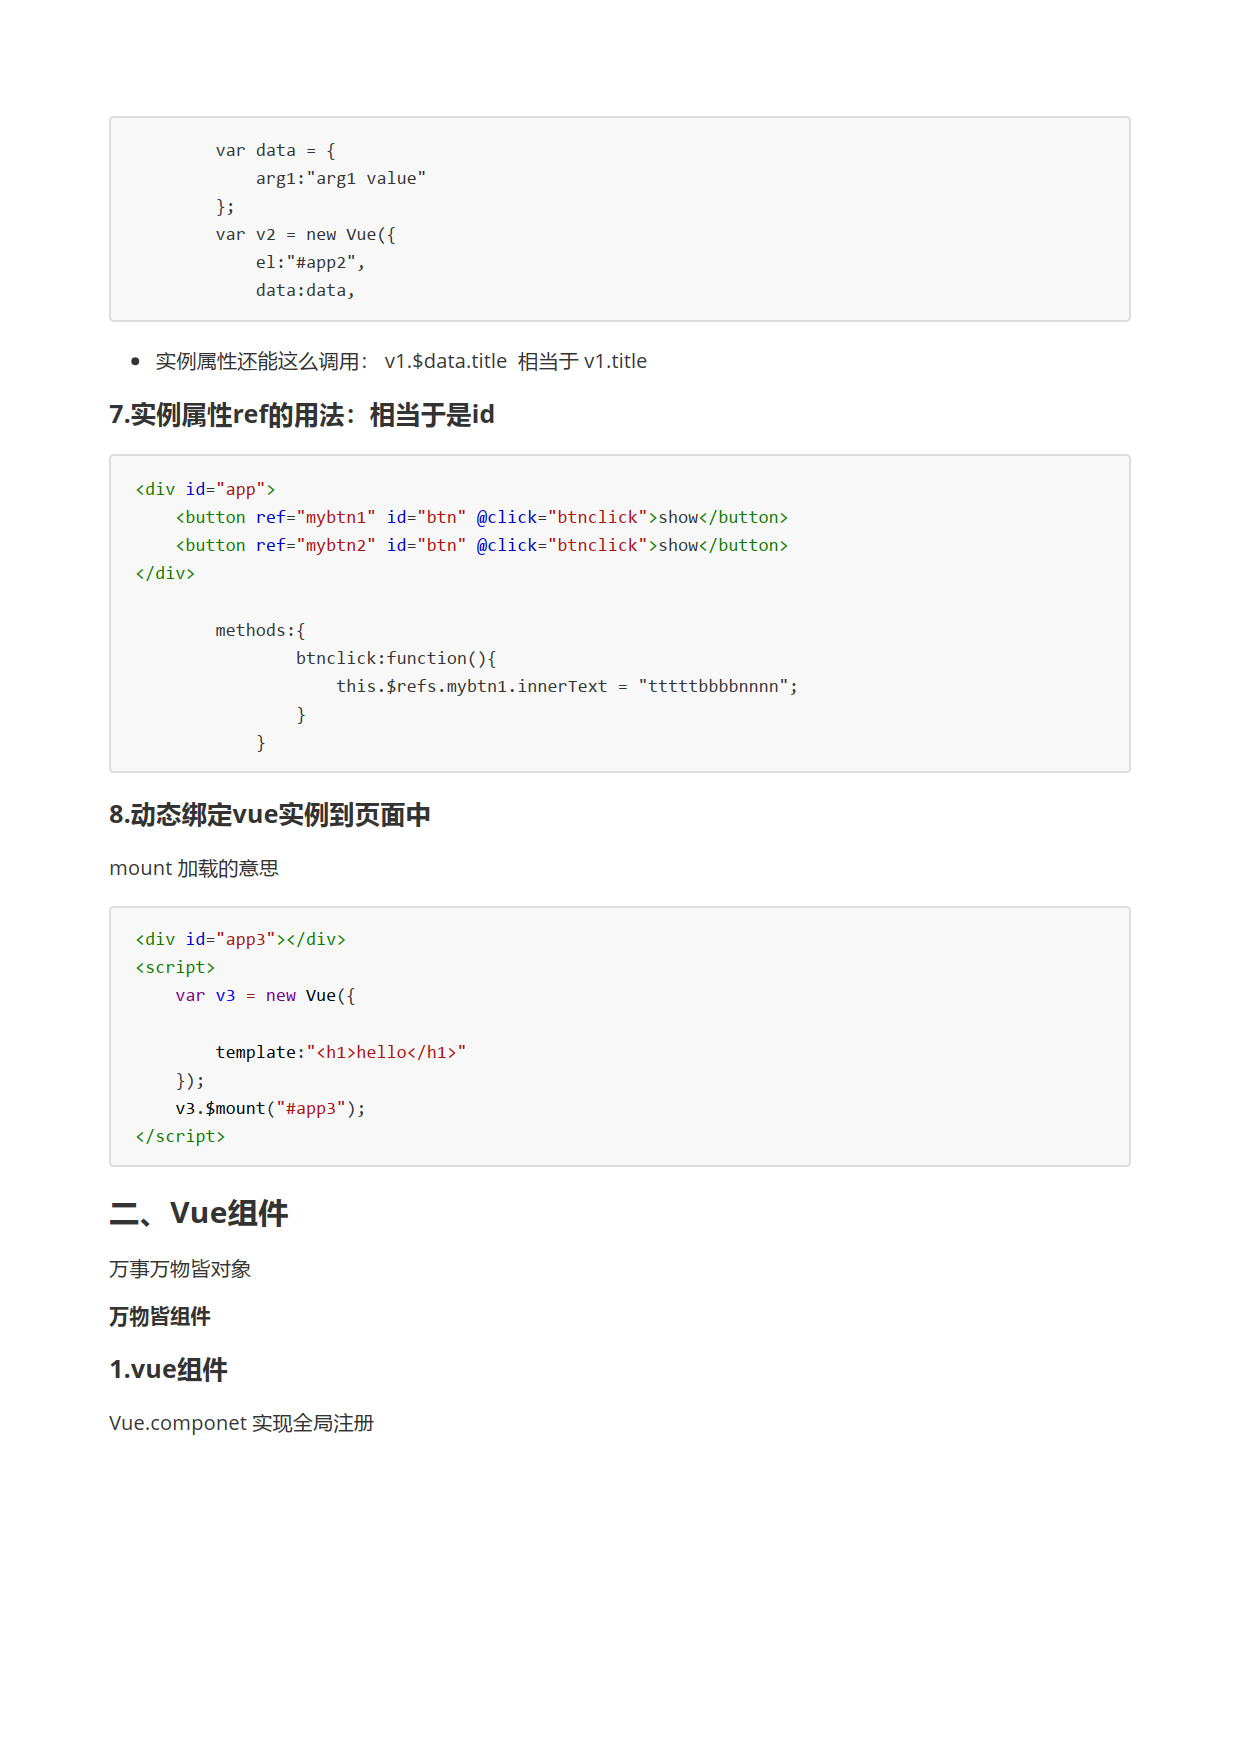 var data = {
            arg1:"arg1 value"
        };
        var v2 = new Vue({
            el:"#app2",
            data:data,
• 实例属性还能这么调用： v1.$data.title 相当于 v1.title
7.实例属性ref的用法：相当于是id
<div id="app">
    <button ref="mybtn1" id="btn" @click="btnclick">show</button>
    <button ref="mybtn2" id="btn" @click="btnclick">show</button>
</div>
        methods:{
                btnclick:function(){
                    this.$refs.mybtn1.innerText = "tttttbbbbnnnn";
                }
            }
8.动态绑定vue实例到页面中
mount 加载的意思
<div id="app3"></div>
<script>
    var v3 = new Vue({
        template:"<h1>hello</h1>"
    });
    v3.$mount("#app3");
</script>
二、Vue组件
万事万物皆对象
万物皆组件
1.vue组件
Vue.componet 实现全局注册